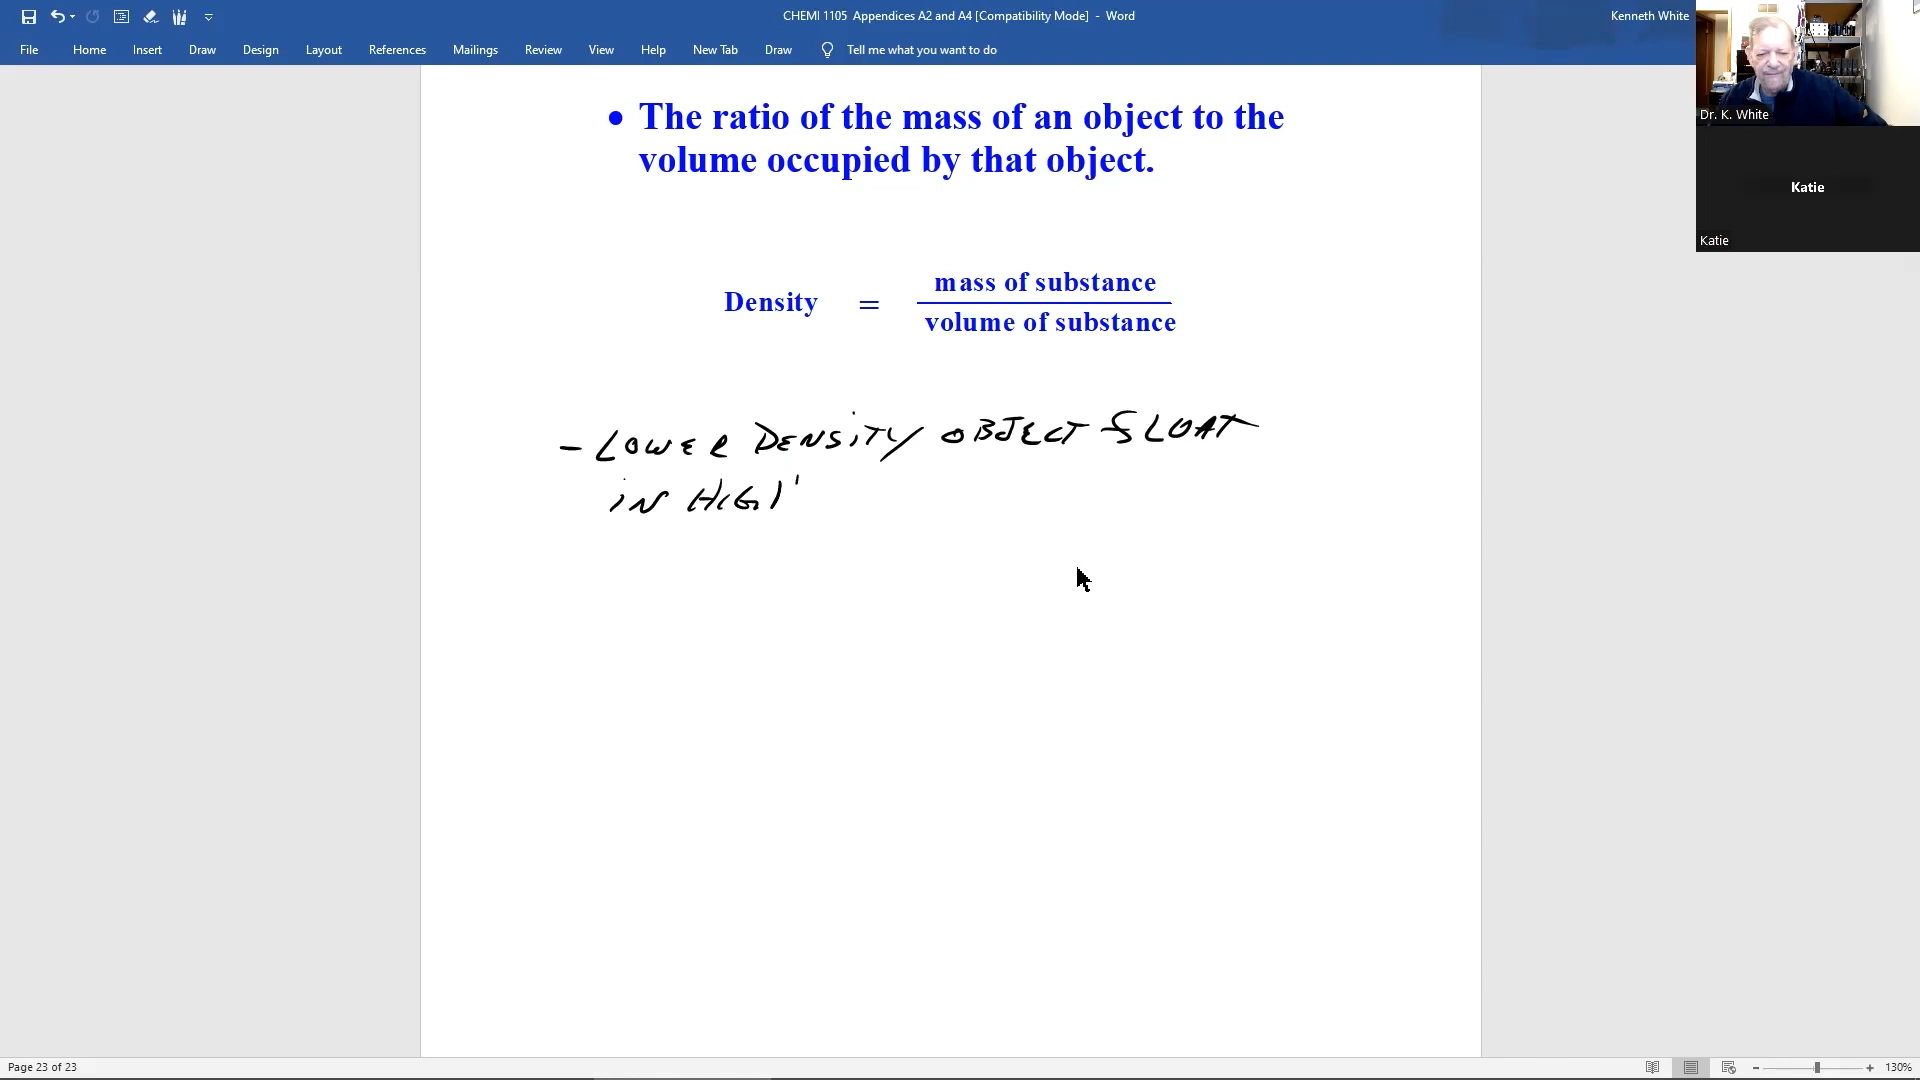 CHEMI 1105 Appendices A2 and A4 [Compatibility Mode] - Word
Kenneth White
File Home Insert Draw Design Layout References Mailings Review View Help New Tab Draw Tell me what you want to do
• The ratio of the mass of an object to the
volume occupied by that object.
Dr. K. White
Katie
Katie
mass of substance
Density =
volume of substance
- LOWER DENSITY OBJECT FLOAT
IN
Page 23 of 23
130%